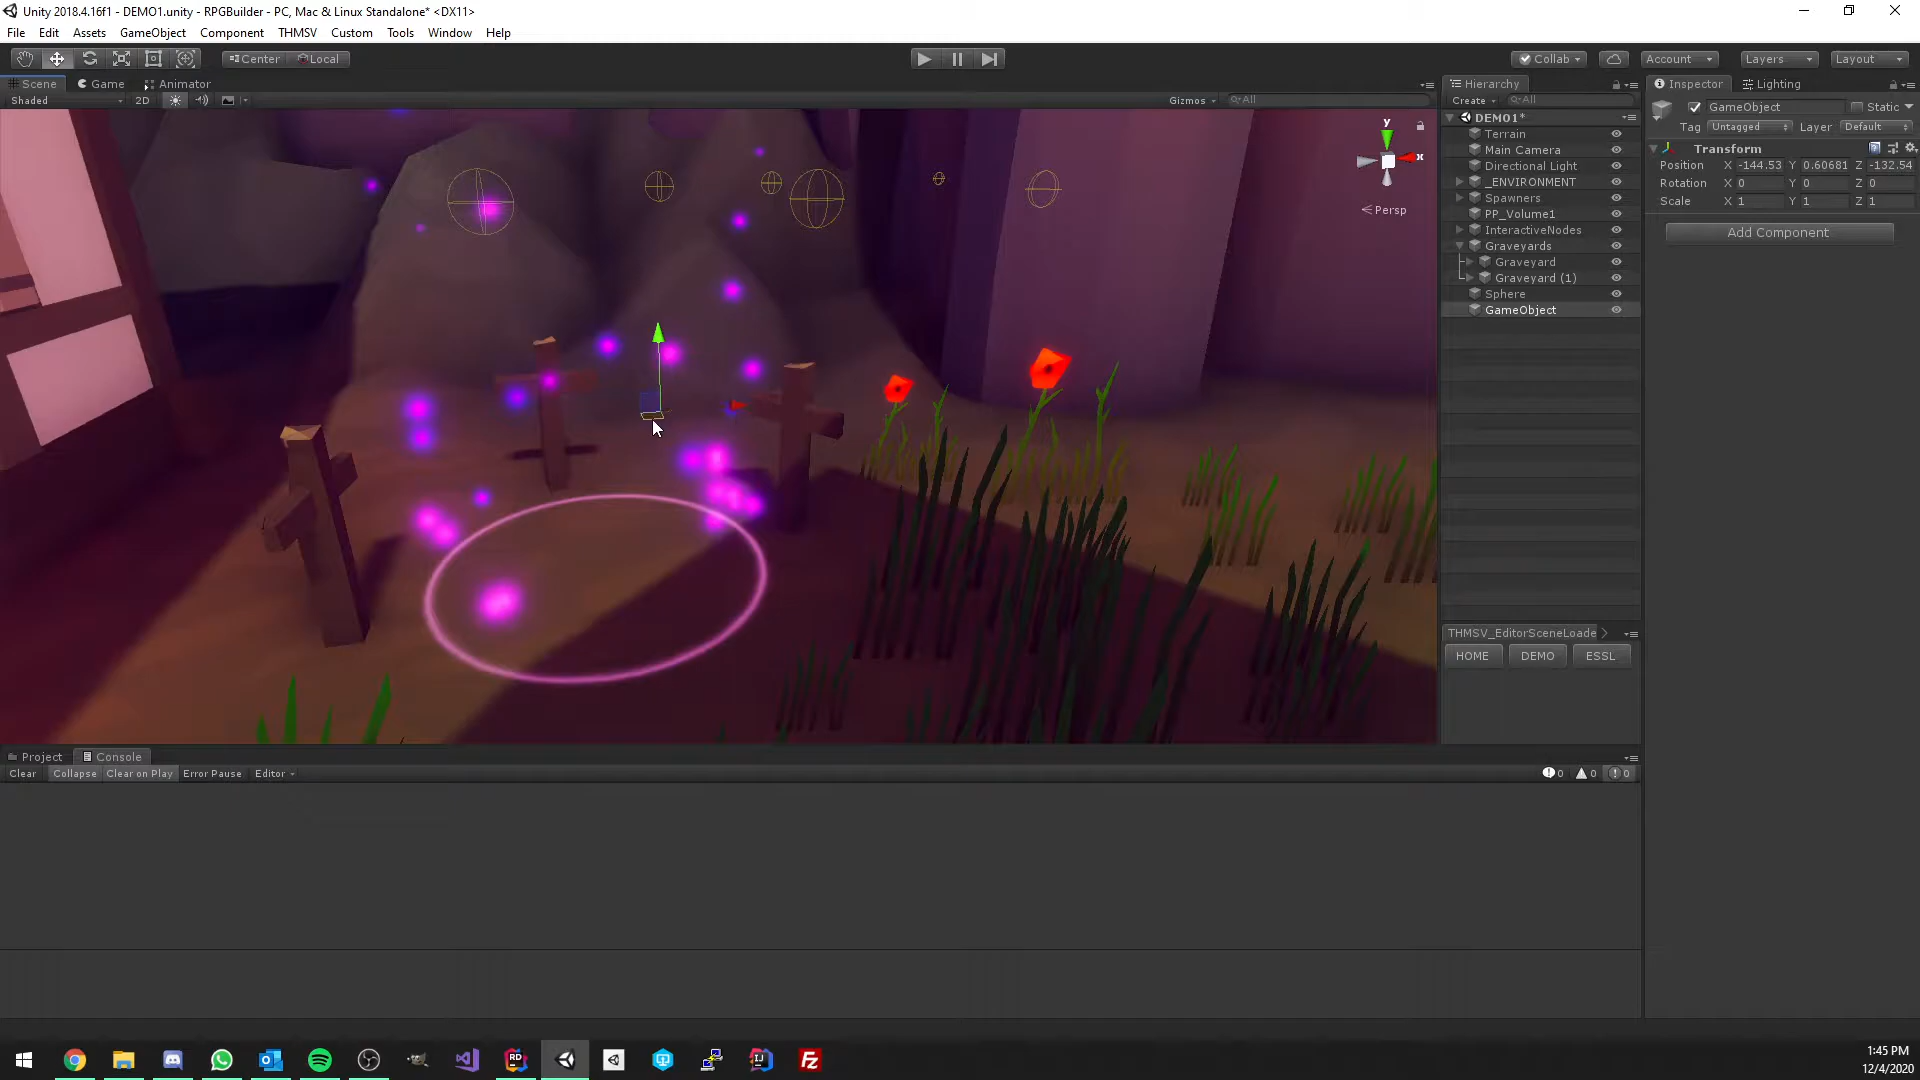 Unity 2018.4.16f1 - DEMO1.unity - RPGBuilder - PC, Mac & Linux Standalone* <DX11>
File Edit Assets GameObject Component THMSV Custom Tools Window Help
Center Local Collab Account Layers Layout
Scene Game Animator
Shaded 2D Gizmos All
y
x
Persp
Hierarchy
Create All
DEMO1*
Terrain
Main Camera
Directional Light
_ENVIRONMENT
Spawners
PP_Volume1
InteractiveNodes
Graveyards
Graveyard
Graveyard (1)
Sphere
GameObject
THMSV_EditorSceneLoade
HOME DEMO ESSL
Inspector Lighting
GameObject Static
Tag Untagged Layer Default
Transform
Position X -144.53 Y 0.60681 Z -132.54
Rotation X 0 Y 0 Z 0
Scale X 1 Y 1 Z 1
Add Component
Project Console
Clear Collapse Clear on Play Error Pause Editor 0 0 0
RD
IJ
Fz
1:45 PM
12/4/2020